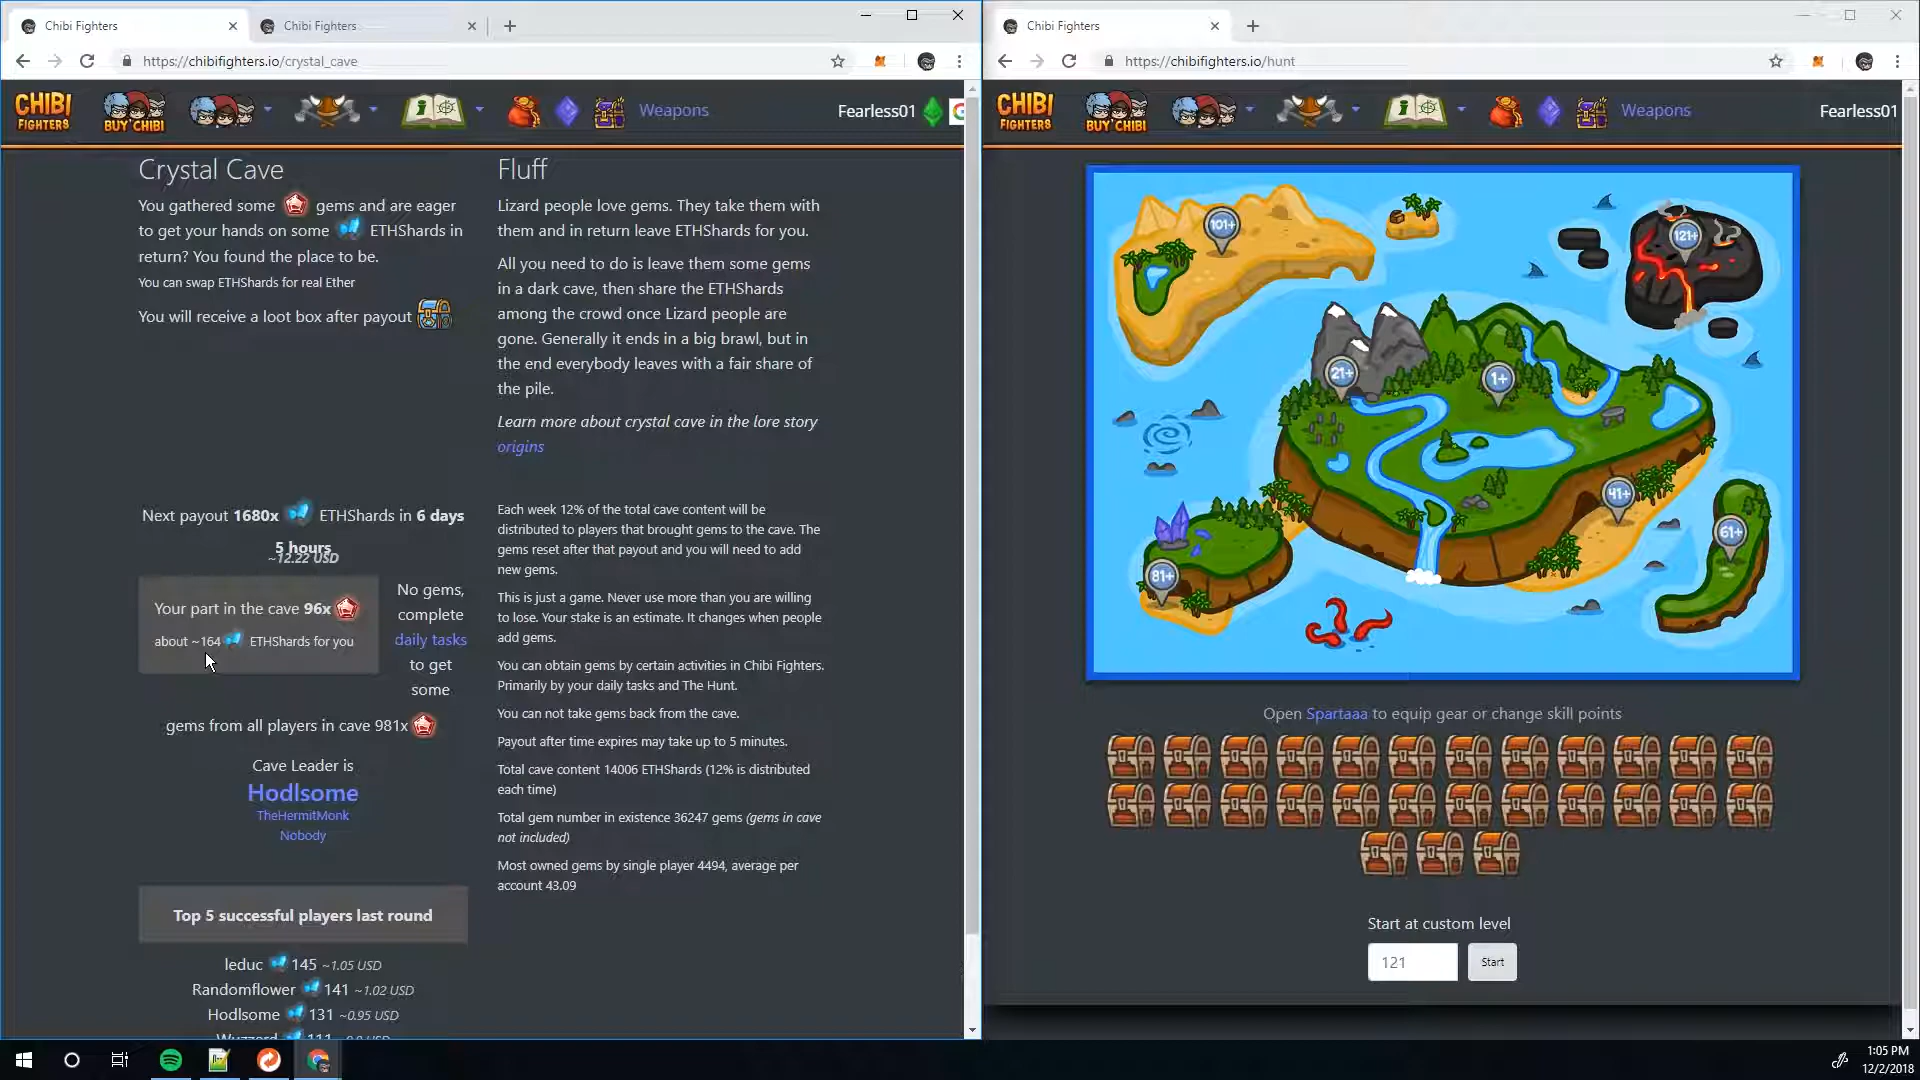 Chibi Fighters
Chibi Fighters
https://chibifighters.io/crystal_cave
CHIBI
FIGHTERS
BUY CHIBI
Weapons
Fearless01
Crystal Cave
You gathered some gems and are eager
to get your hands on some ETHShards in
return? You found the place to be.
You can swap ETHShards for real Ether
You will receive a loot box after payout
Next payout 1680x ETHShards in 6 days
5 hours
~12.22 USD
Your part in the cave 96x
about ~164 ETHShards for you
No gems,
complete
daily tasks
to get
some
gems from all players in cave 981x
Cave Leader is
Hodlsome
TheHermitMonk
Nobody
Top 5 successful players last round
leduc 145 ~1.05 USD
Randomflower 141 ~1.02 USD
Hodlsome 131 ~0.95 USD
Fluff
Lizard people love gems. They take them with
them and in return leave ETHShards for you.
All you need to do is leave them some gems
in a dark cave, then share the ETHShards
among the crowd once Lizard people are
gone. Generally it ends in a big brawl, but in
the end everybody leaves with a fair share of
the pile.
Learn more about crystal cave in the lore story
origins
Each week 12% of the total cave content will be
distributed to players that brought gems to the cave. The
gems reset after that payout and you will need to add
new gems.
This is just a game. Never use more than you are willing
to lose. Your stake is an estimate. It changes when people
add gems.
You can obtain gems by certain activities in Chibi Fighters.
Primarily by your daily tasks and The Hunt.
You can not take gems back from the cave.
Payout after time expires may take up to 5 minutes.
Total cave content 14006 ETHShards (12% is distributed
each time)
Total gem number in existence 36247 gems (gems in cave
not included)
Most owned gems by single player 4494, average per
account 43.09
Chibi Fighters
https://chibifighters.io/hunt
CHIBI
FIGHTERS
BUY CHIBI
Weapons
Fearless01
101+
121+
21+
1+
41+
61+
81+
Open Spartaaa to equip gear or change skill points
Start at custom level
121
Start
1:05 PM
12/2/2018